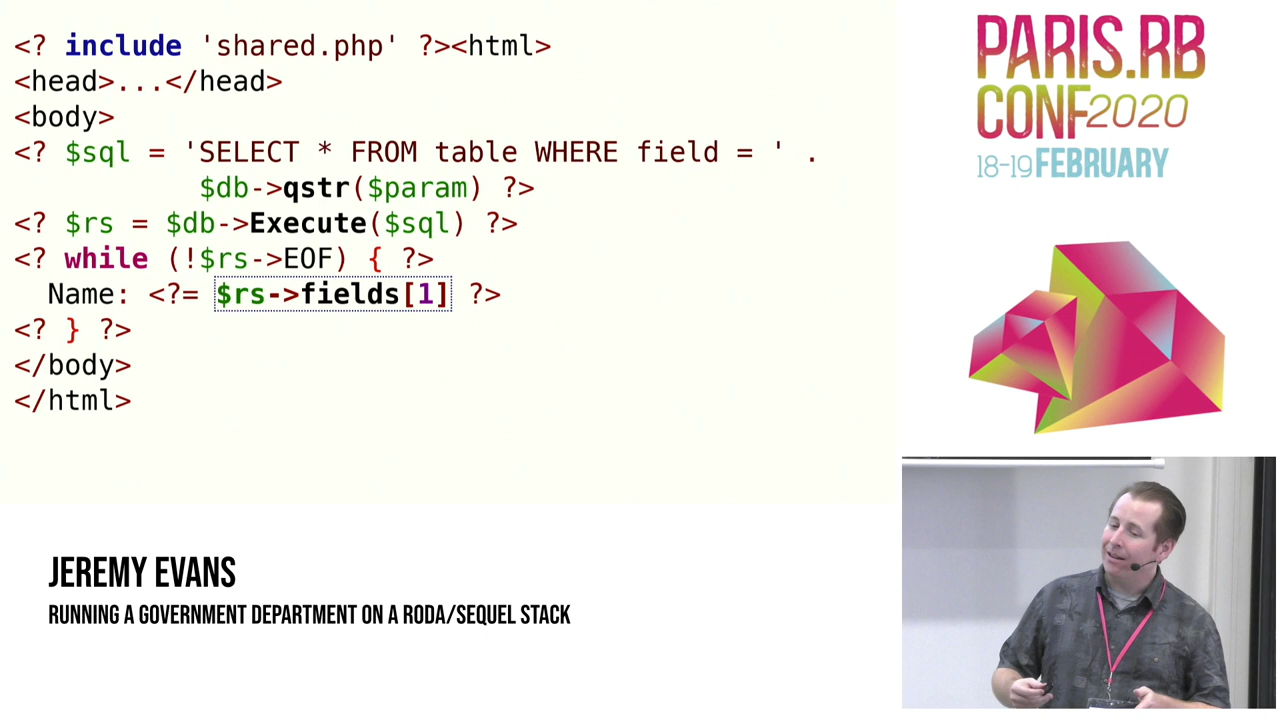 <? include 'shared.php' ?><html>
<head>...</head>
<body>
<? $sql = 'SELECT * FROM table WHERE field = ' .
           $db->qstr($param) ?>
<? $rs = $db->Execute($sql) ?>
<? while (!$rs->EOF) { ?>
  Name: <?= $rs->fields[1] ?>
<? } ?>
</body>
</html>
PARIS.RB
CONF2020
18-19 FEBRUARY
JEREMY EVANS
RUNNING A GOVERNMENT DEPARTMENT ON A RODA/SEQUEL STACK